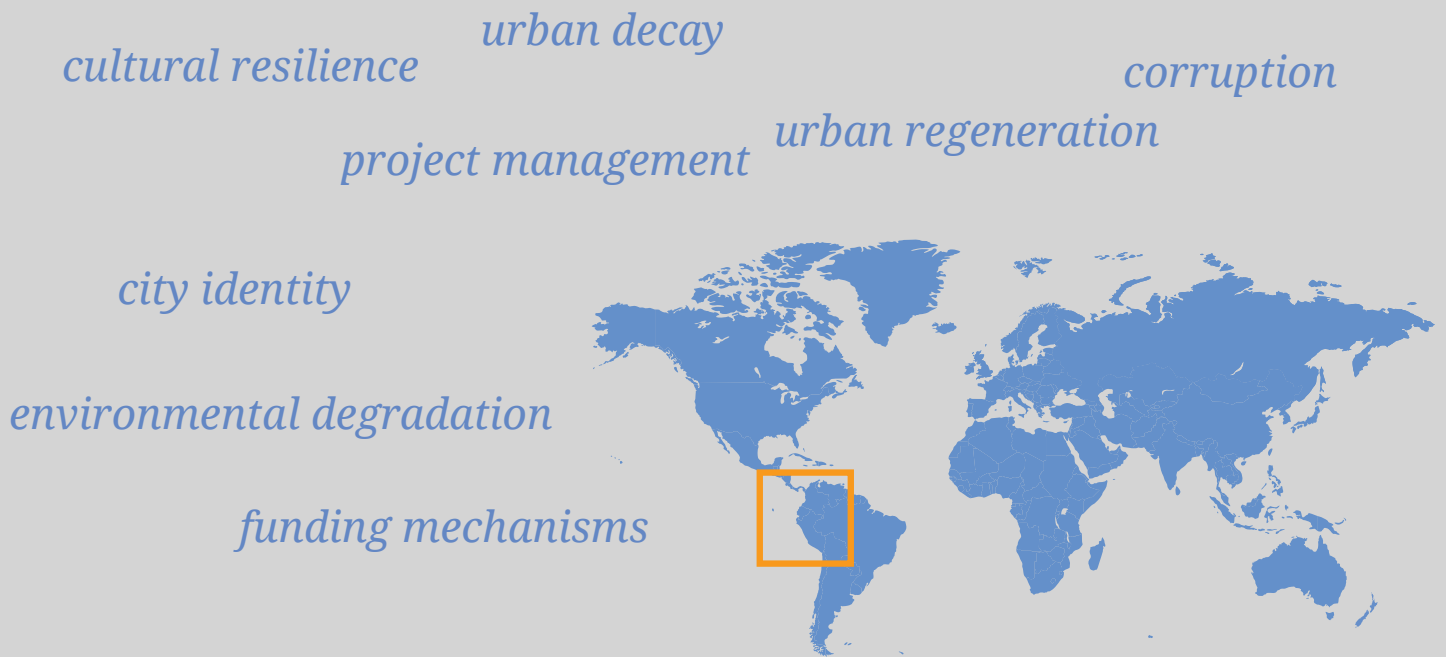 urban decay
cultural resilience
corruption
urban regeneration
project management
city identity
environmental degradation
funding mechanisms